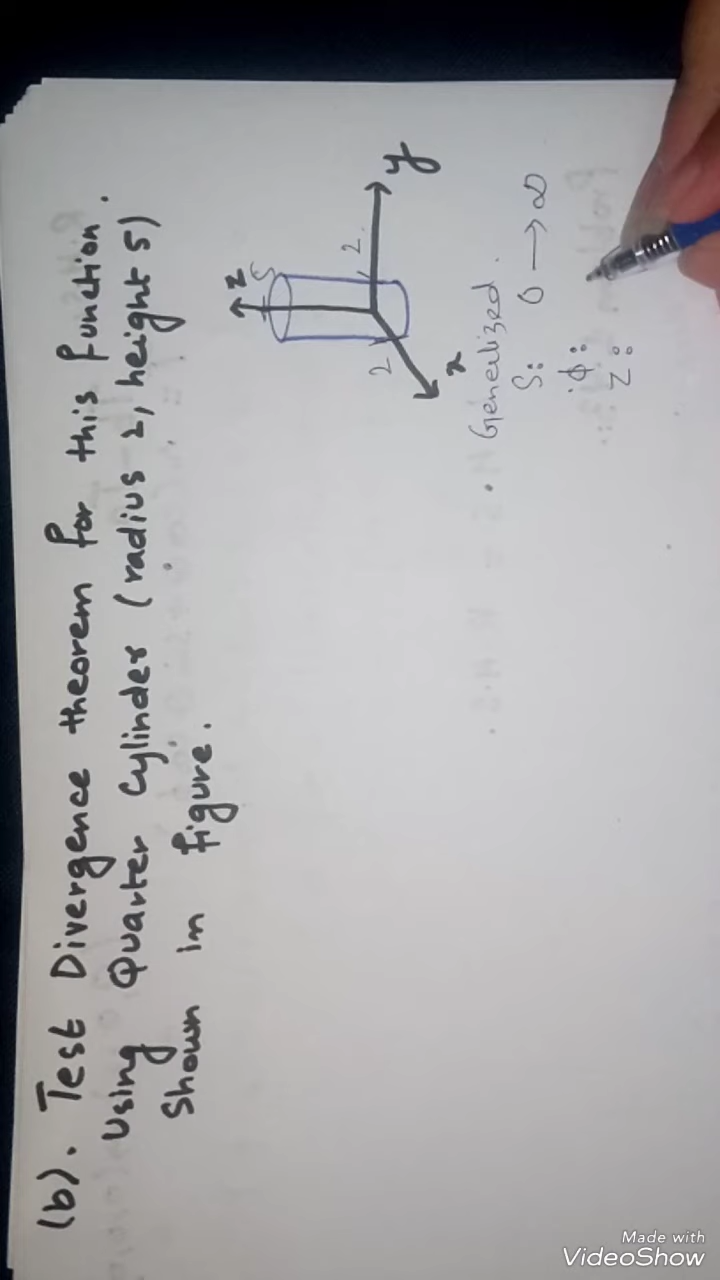 (b). Test Divergence theorem for this function.
Using Quarter Cylinder (radius 2, height 5)
Shown in figure.
z
5
2
y
2
x
Generlized.
S: 0 → ∞
φ:
Z:
Made with
VideoShow